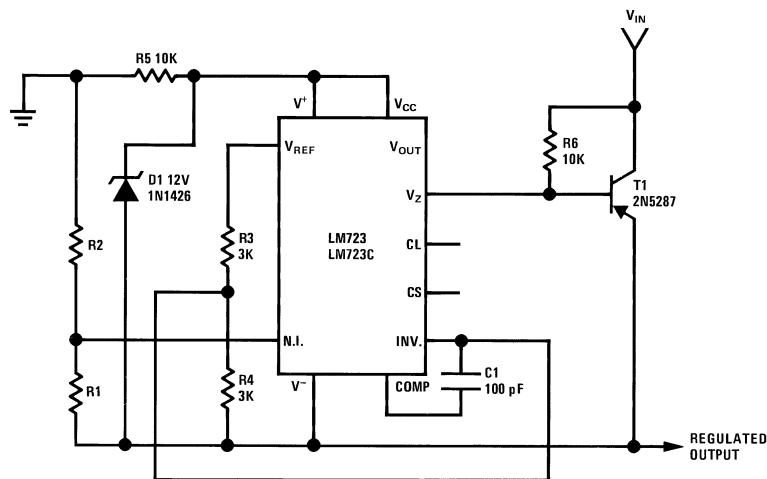 V_IN
R5 10K
V+
V_CC
V_REF
V_OUT
R6
10K
D1 12V
1N1426
T1
2N5287
V_Z
R2
R3
3K
LM723
LM723C
CL
CS
N.I.
INV.
R1
R4
3K
V−
COMP
C1
100 pF
REGULATED
OUTPUT